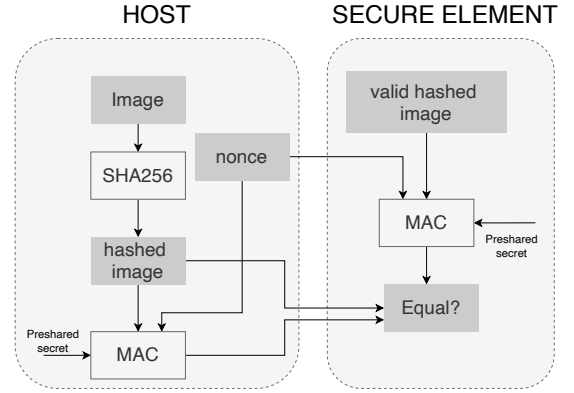 HOST
SECURE ELEMENT
Image
valid hashed
image
nonce
SHA256
MAC
Preshared
secret
hashed
image
Equal?
Preshared
secret
MAC